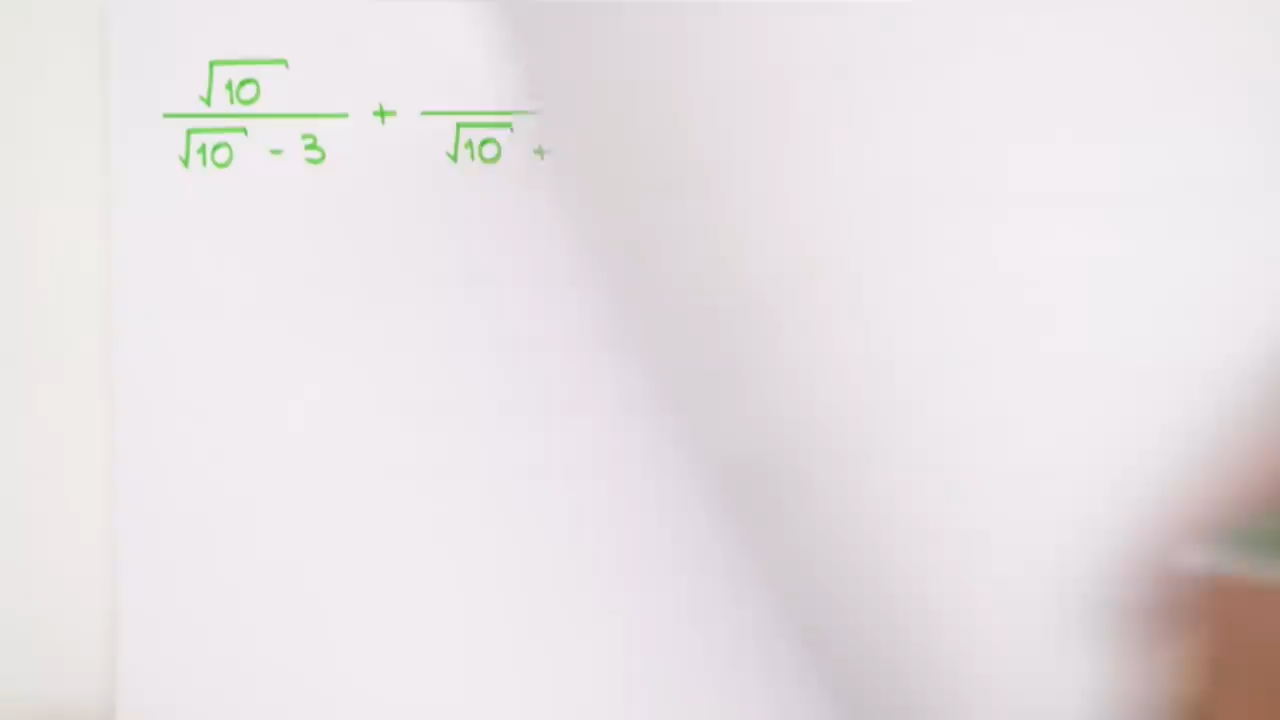 √10
―― + ――
√10 - 3   √10 +